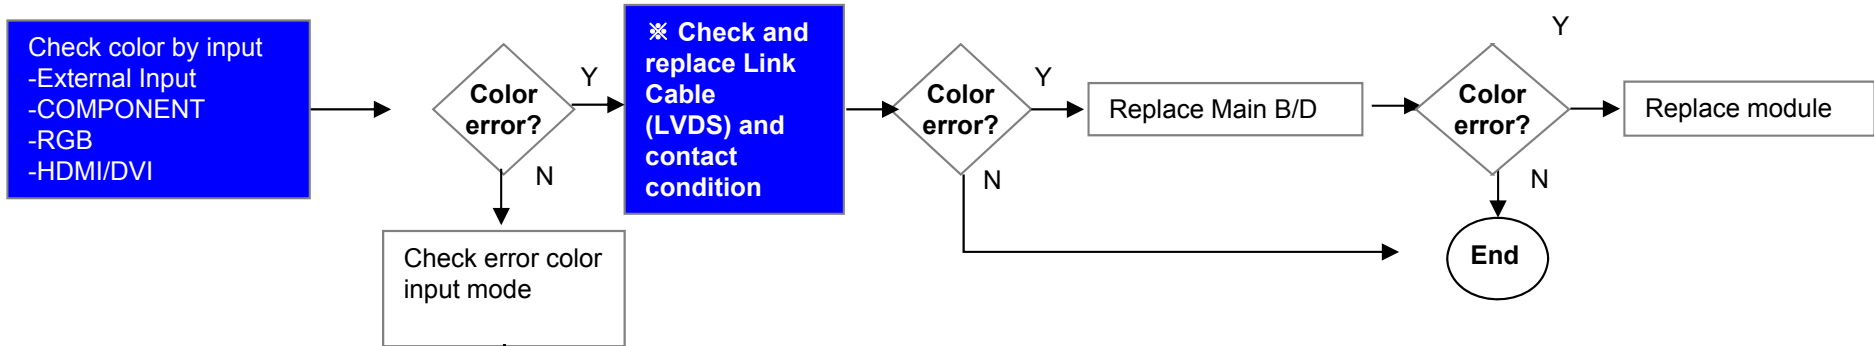 Check color by input
-External Input
-COMPONENT
-RGB
-HDMI/DVI
Color
error?
Y
N
Check error color
input mode
※ Check and
replace Link
Cable
(LVDS) and
contact
condition
Color
error?
Y
N
Replace Main B/D
Color
error?
Y
N
Replace module
End